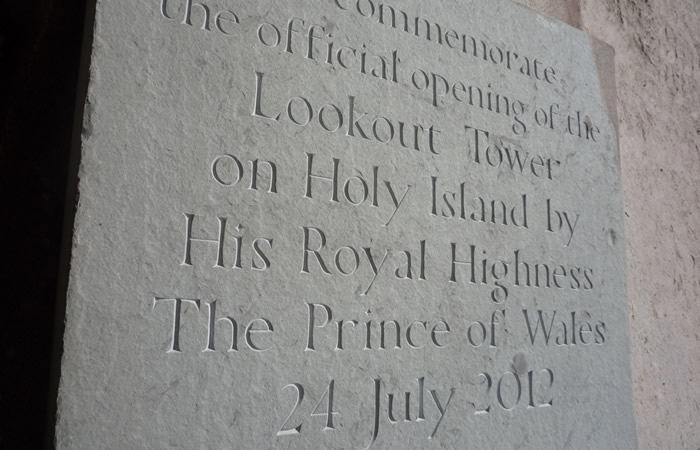 commemorate
the official opening of the
Lookout Tower
on Holy Island by
His Royal Highness
The Prince of Wales
24 July 2012